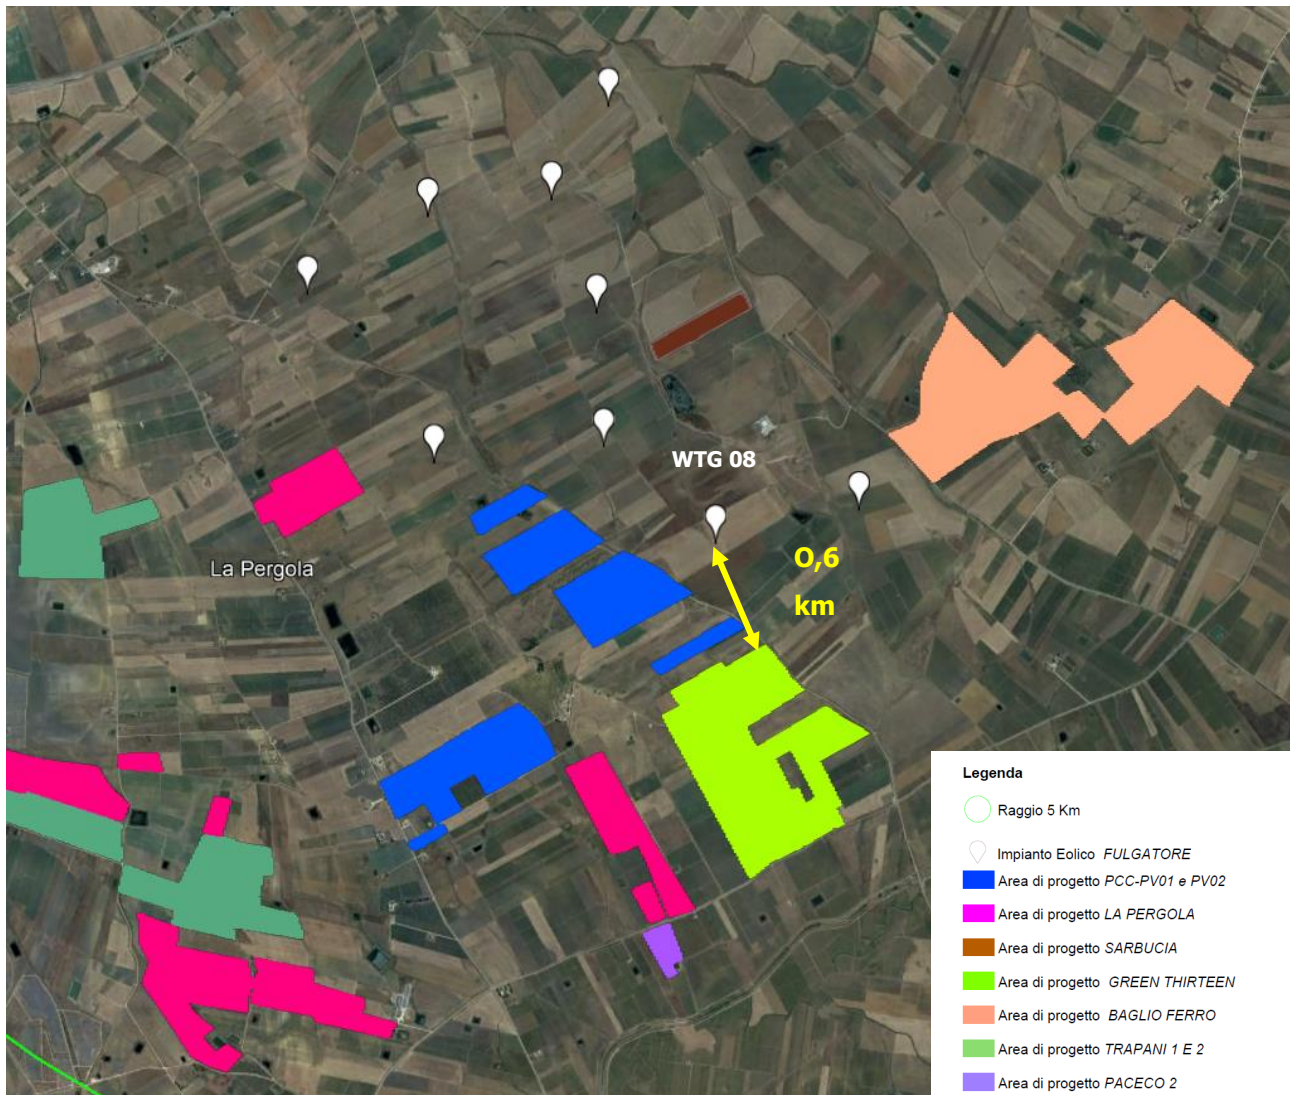 WTG 08
O,6
km
La Pergola
Legenda
Raggio 5 Km
Impianto Eolico FULGATORE
Area di progetto PCC-PV01 e PV02
Area di progetto LA PERGOLA
Area di progetto SARBUCIA
Area di progetto GREEN THIRTEEN
Area di progetto BAGLIO FERRO
Area di progetto TRAPANI 1 E 2
Area di progetto PACECO 2